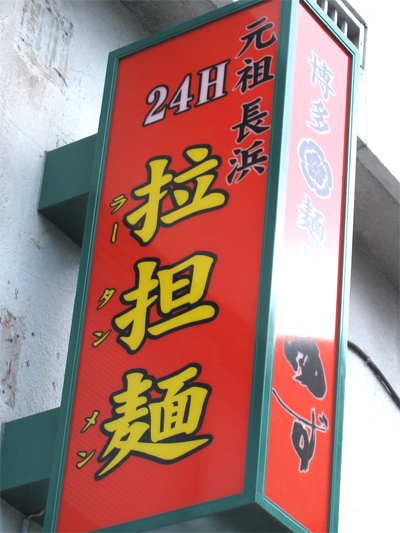 元祖長浜
24H
拉担麺
ラータンメン
博多
麺